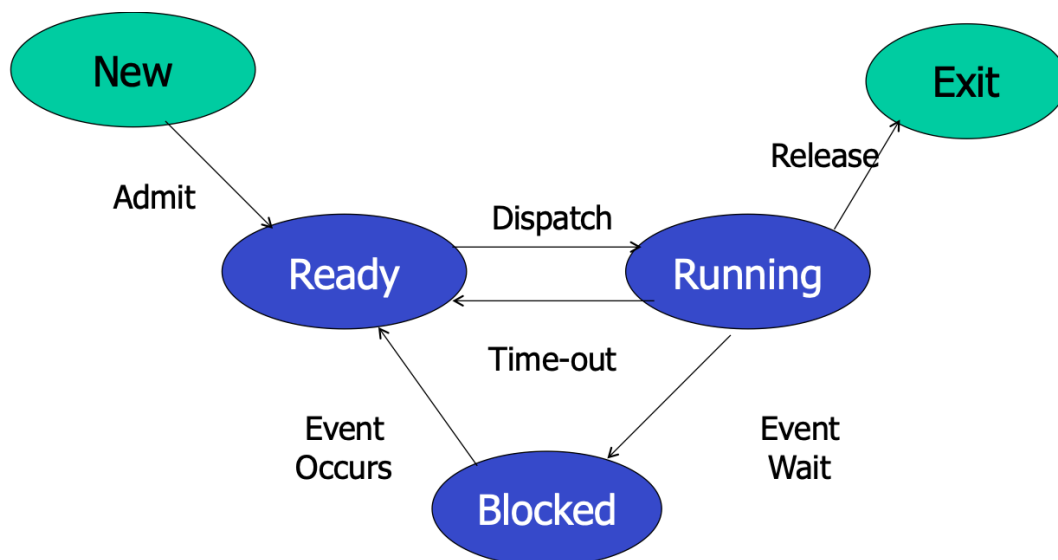 New
Exit
Release
Admit
Dispatch
Ready
Running
Time-out
Event
Occurs
Event
Wait
Blocked